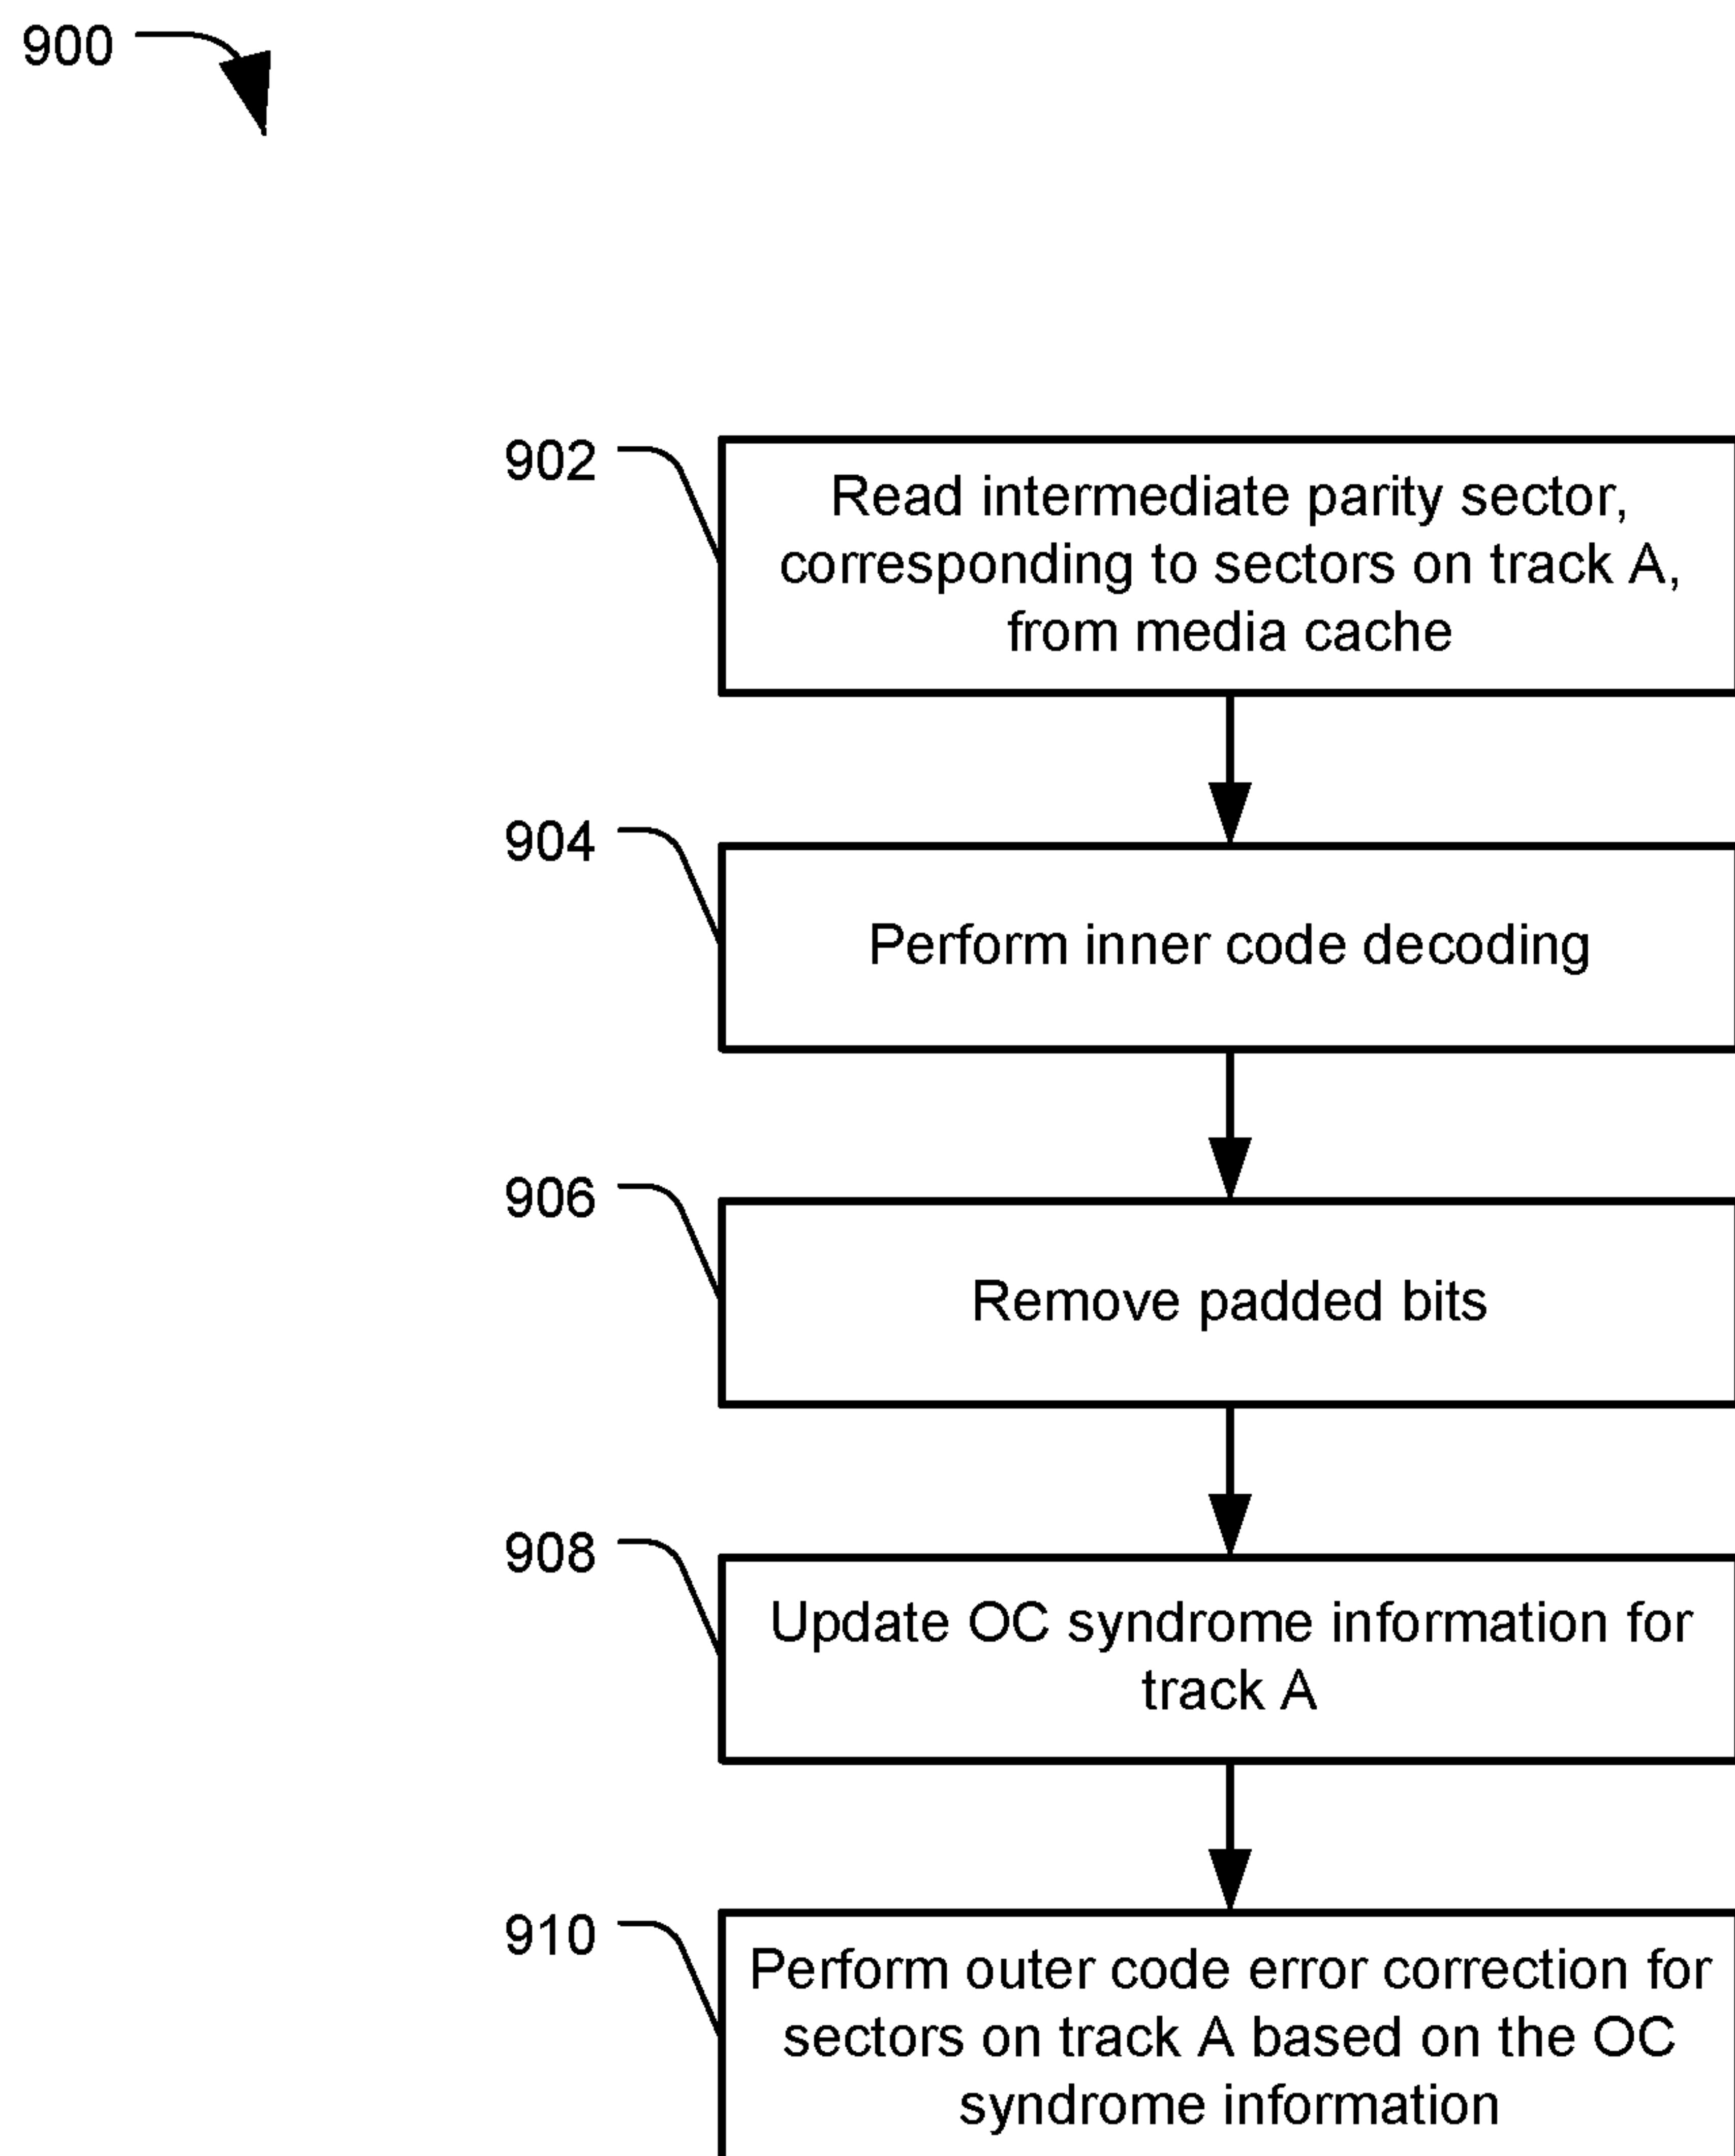 900
902
Read intermediate parity sector,
corresponding to sectors on track A,
from media cache
904
Perform inner code decoding
906
Remove padded bits
908
Update OC syndrome information for
track A
910
Perform outer code error correction for
sectors on track A based on the OC
syndrome information